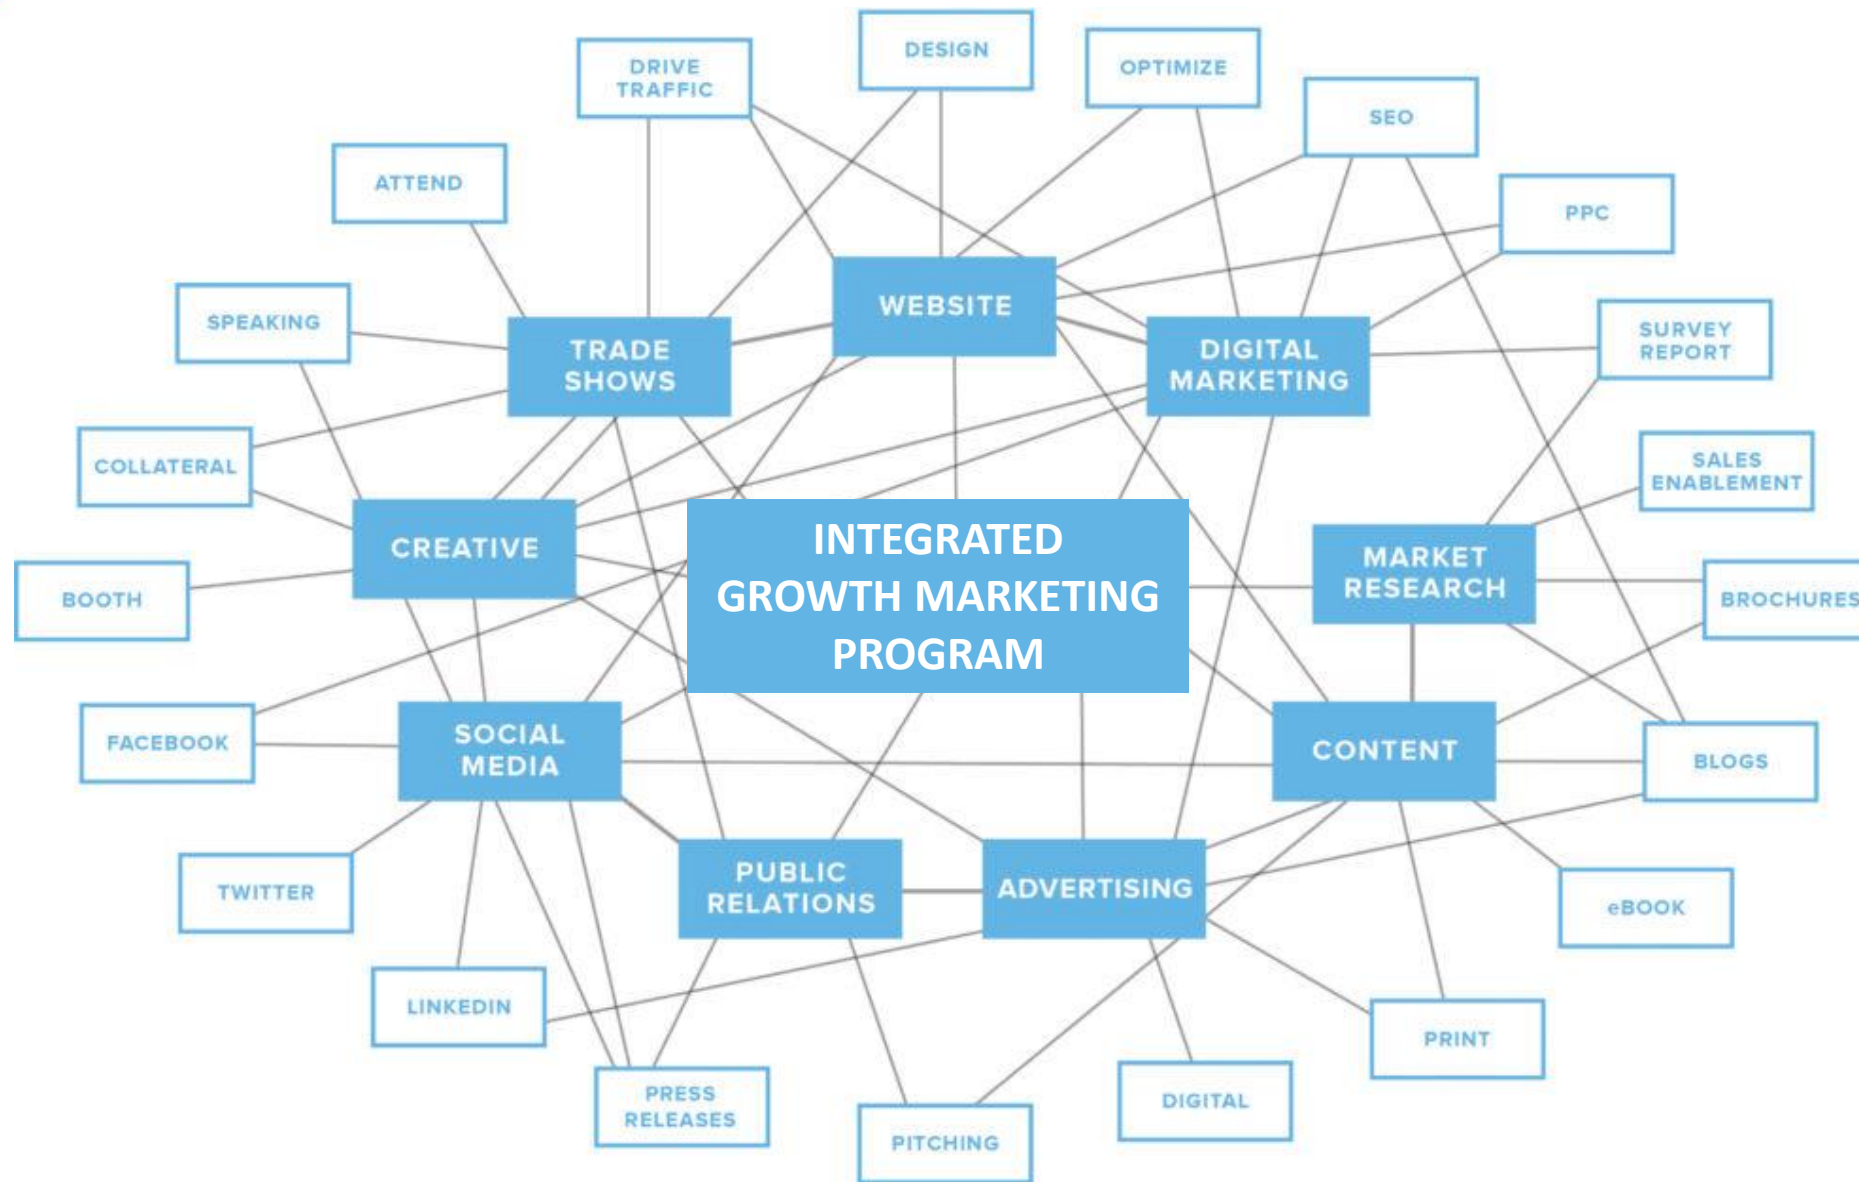 DESIGN
DRIVE
TRAFFIC
OPTIMIZE
SEO
ATTEND
PPC
SPEAKING
WEBSITE
SURVEY
REPORT
TRADE
SHOWS
DIGITAL
MARKETING
COLLATERAL
SALES
ENABLEMENT
CREATIVE
INTEGRATED
GROWTH MARKETING
PROGRAM
MARKET
RESEARCH
BOOTH
BROCHURES
FACEBOOK
SOCIAL
MEDIA
CONTENT
BLOGS
TWITTER
PUBLIC
RELATIONS
ADVERTISING
eBOOK
LINKEDIN
PRINT
PRESS
RELEASES
DIGITAL
PITCHING